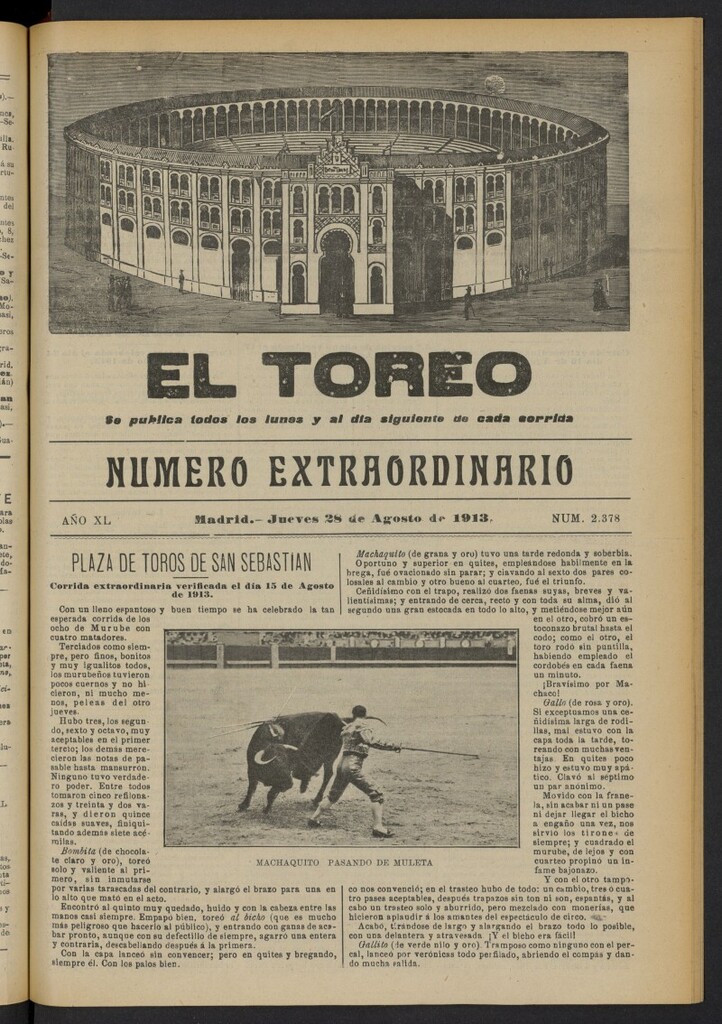 EL TOREO
Se publica todos los lunes y al día siguiente de cada corrida
NUMERO EXTRAORDINARIO
AÑO XL
Madrid.—Jueves 28 de Agosto de 1913.
NUM. 2.378
PLAZA DE TOROS DE SAN SEBASTIAN
Corrida extraordinaria verificada el día 15 de Agosto
de 1913.
Con un lleno espantoso y buen tiempo se ha celebrado la tan
esperada corrida de los
ocho de Murube con
cuatro matadores.
Terciados como siem-
pre, pero finos, bonitos
y muy igualitos todos,
los murubeños tuvieron
pocos cuernos y no hi-
cieron, ni mucho me-
nos, peleas del otro
jueves.
Hubo tres, los segun-
do, sexto y octavo, muy
aceptables en el primer
tercio; los demás mere-
cieron las notas de pa-
sable hasta mansurrón.
Ninguno tuvo verdade-
ro poder. Entre todos
tomaron cinco refilona-
zos y treinta y dos va-
ras, y dieron quince
caídas suaves, finiqui-
tando además siete acé-
milas.
Bombita (de chocola-
te claro y oro), toreó
solo y valiente al pri-
mero, sin inmutarse
por varias tarascadas del contrario, y alargó el brazo para una en
lo alto que mató en el acto.
Encontró al quinto muy quedado, huido y con la cabeza entre las
manos casi siempre. Empapó bien, toreó al bicho (que es mucho
más peligroso que hacerlo al público), y entrando con ganas de aca-
bar pronto, aunque con su defectillo de siempre, agarró una entera
y contraria, descabellando después á la primera.
Con la capa lanceó sin convencer; pero en quites y bregando,
siempre él. Con los palos bien.
MACHAQUITO PASANDO DE MULETA
Machaquito (de grana y oro) tuvo una tarde redonda y soberbia.
Oportuno y superior en quites, empleándose hábilmente en la
brega, fué ovacionado sin parar; y clavando al sexto dos pares co-
losales al cambio y otro bueno al cuarteo, fué el triunfo.
Ceñidísimo con el trapo, realizó dos faenas suyas, breves y va-
lientísimas; y entrando de cerca, recto y con toda su alma, dió al
segundo una gran estocada en todo lo alto, y metiéndose mejor aún
en el otro, cobró un es-
toconazo brutal hasta el
codo; como el otro, el
toro rodó sin puntilla,
habiendo empleado el
cordobés en cada faena
un minuto.
¡Bravísimo por Ma-
chaco!
Gallo (de rosa y oro).
Si exceptuamos una ce-
ñidísima larga de rodi-
llas, mal estuvo con la
capa toda la tarde, to-
reando con muchas ven-
tajas. En quites poco
hizo y estuvo muy apá-
tico. Clavó al séptimo
un par anónimo.
Movido con la frane-
la, sin acabar ni un pase
ni dejar llegar el bicho
a engaño una vez, nos
sirvio los tirones de
siempre; y cuadrado el
murube, de lejos y con
cuarteo propinó un in-
fame bajonazo.
Y con el otro tampo-
co nos convenció; en el trasteo hubo de todo: un cambio, tres ó cua-
tro pases aceptables, después trapazos sin ton ni son, espantás, y al
cabo un trasteo solo y aburrido, pero mezclado con monerías, que
hicieron aplaudir á los amantes del espectáculo de circo.
Acabó, tirándose de largo y alargando el brazo todo lo posible,
con una delantera y atravesada ¡Y el bicho era fácil!
Gallito (de verde nilo y oro). Tramposo como ninguno con el per-
cal, lanceó por verónicas todo perfilado, abriendo el compás y dan-
do mucha salida.